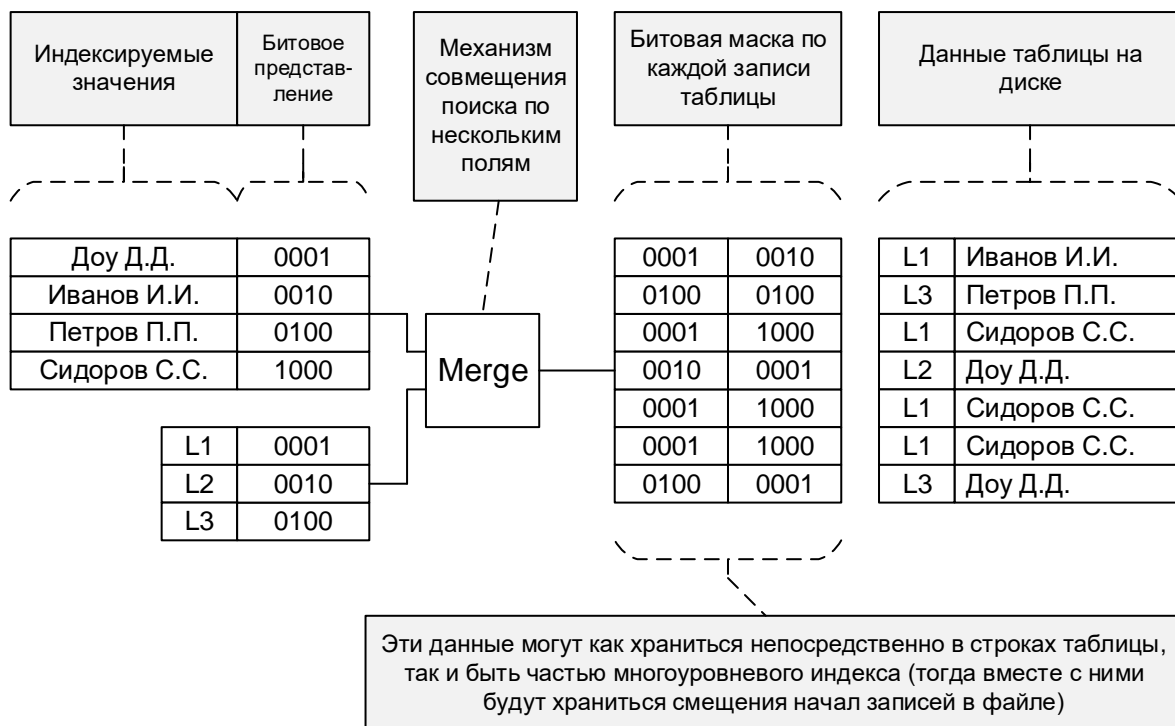 Индексируемые
значения
Битовое
представ-
ление
Механизм
совмещения
поиска по
нескольким
полям
Битовая маска по
каждой записи
таблицы
Данные таблицы на
диске
Доу Д.Д. 0001
Иванов И.И. 0010
Петров П.П. 0100
Сидоров С.С. 1000
L1 0001
L2 0010
L3 0100
Merge
0001 0010
0100 0100
0001 1000
0010 0001
0001 1000
0001 1000
0100 0001
L1 Иванов И.И.
L3 Петров П.П.
L1 Сидоров С.С.
L2 Доу Д.Д.
L1 Сидоров С.С.
L1 Сидоров С.С.
L3 Доу Д.Д.
Эти данные могут как храниться непосредственно в строках таблицы,
так и быть частью многоуровневого индекса (тогда вместе с ними
будут храниться смещения начал записей в файле)